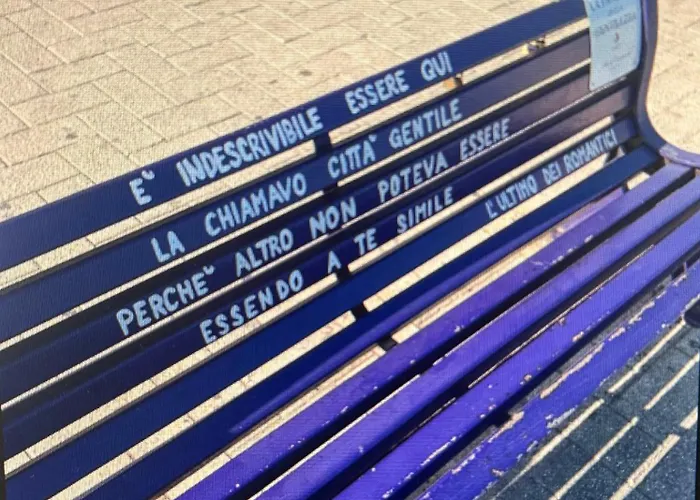 E` INDESCRIVIBILE ESSERE QUI
LA CHIAMAVO CITTA` GENTILE
PERCHE` ALTRO NON POTEVA ESSERE
ESSENDO A TE SIMILE
L'ULTIMO DEI ROMANTICI